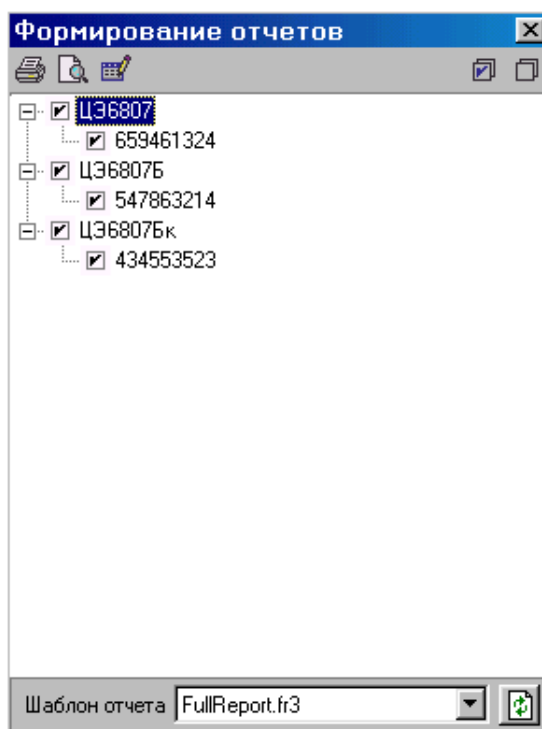 Формирование отчетов
ЦЭ6807
659461324
ЦЭ6807Б
547863214
ЦЭ6807Бк
434553523
Шаблон отчета FullReport.fr3